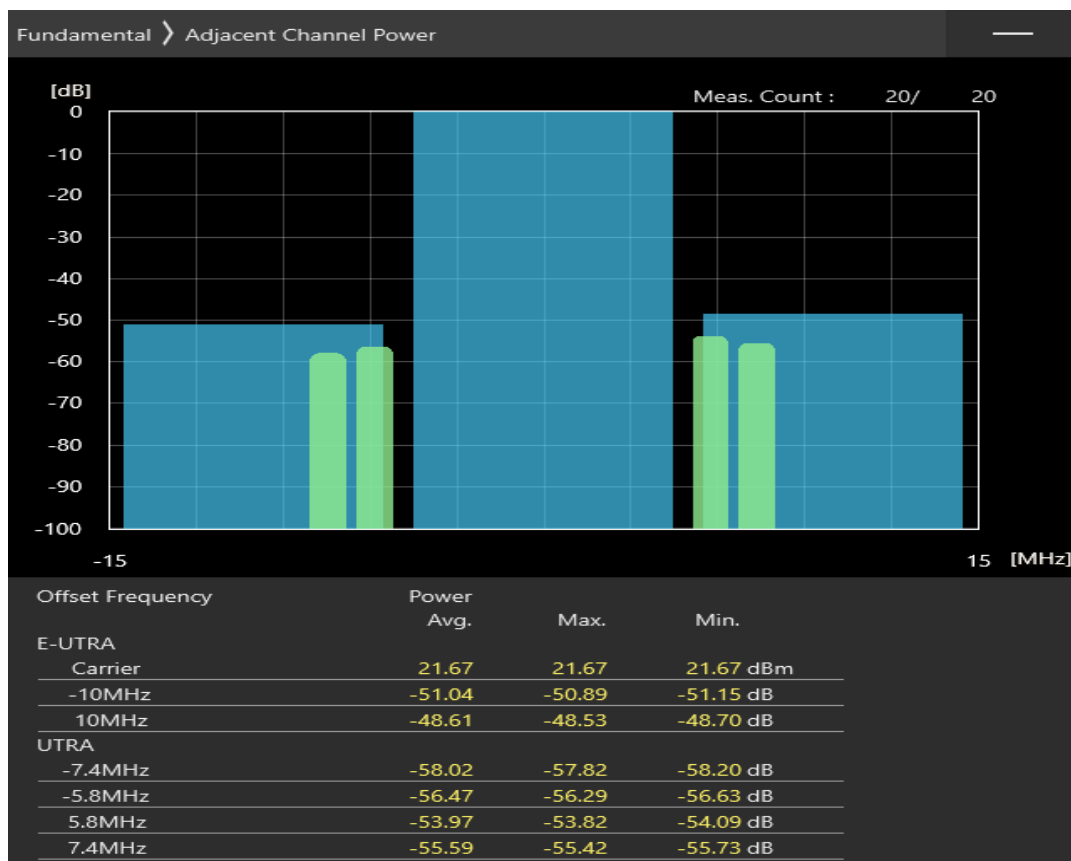 Fundamental ❯ Adjacent Channel Power
[dB]
Meas. Count : 20/ 20
0
-10
-20
-30
-40
-50
-60
-70
-80
-90
-100
-15 15 [MHz]
Offset Frequency Power
Avg. Max. Min.
E-UTRA
Carrier 21.67 21.67 21.67 dBm
-10MHz -51.04 -50.89 -51.15 dB
10MHz -48.61 -48.53 -48.70 dB
UTRA
-7.4MHz -58.02 -57.82 -58.20 dB
-5.8MHz -56.47 -56.29 -56.63 dB
5.8MHz -53.97 -53.82 -54.09 dB
7.4MHz -55.59 -55.42 -55.73 dB